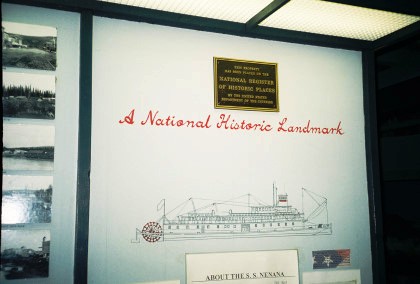 THIS PROPERTY
HAS BEEN PLACED ON THE
NATIONAL REGISTER
OF HISTORIC PLACES
BY THE UNITED STATES
DEPARTMENT OF THE INTERIOR
A National Historic Landmark
ABOUT THE S. S. NENANA